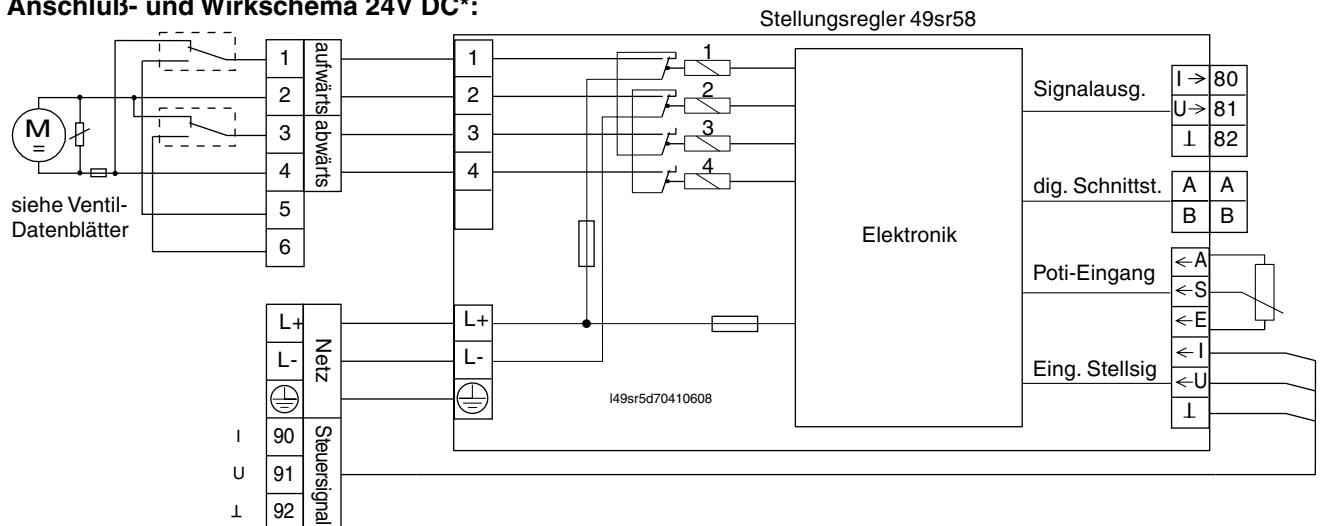 Anschluß- und Wirkschema 24V DC*:
Stellungsregler 49sr58
M
=
siehe Ventil-
Datenblätter
1
2
3
4
5
6
aufwärts
abwärts
1
2
3
4
1
2
3
4
Elektronik
Signalausg.
I→ 80
U→ 81
⊥ 82
dig. Schnittst.
A A
B B
Poti-Eingang
←A
←S
←E
Eing. Stellsig
←I
←U
⊥
L+
L-
Netz
L+
L-
l49sr5d70410608
I 90
U 91
⊥ 92
Steuersignal